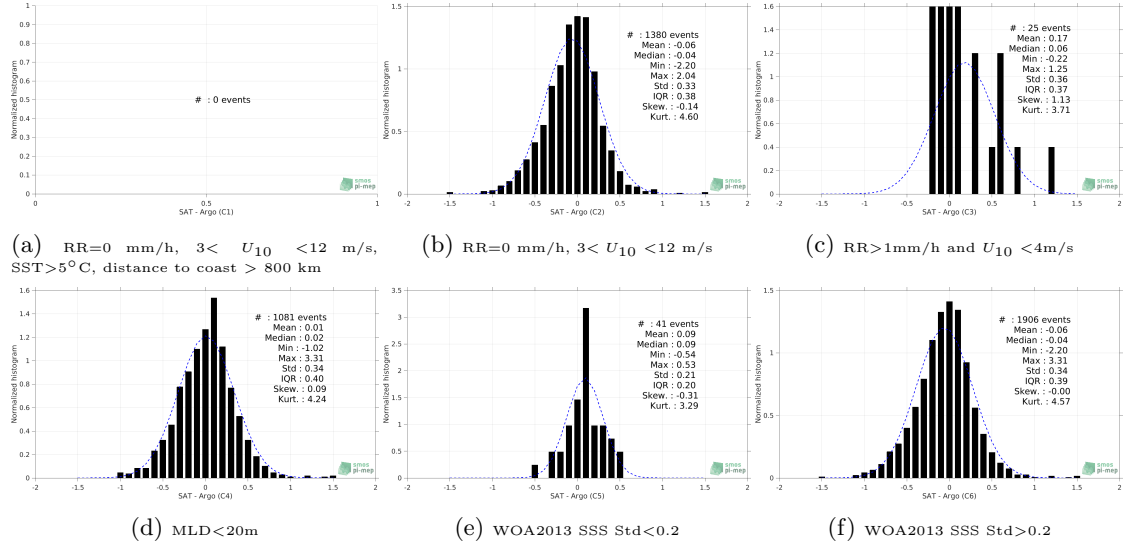 1
0.9
0.8
0.7
0.6
0.5
0.4
0.3
0.2
0.1
0
Normalized histogram
# : 0 events
smos
pi-mep
0 0.5 1
SAT - Argo (C1)
(a) RR=0 mm/h, 3< U10 <12 m/s,
SST>5°C, distance to coast > 800 km
1.5
1
0.5
0
Normalized histogram
# : 1380 events
Mean : -0.06
Median : -0.04
Min : -2.20
Max : 2.04
Std : 0.33
IQR : 0.38
Skew. : -0.14
Kurt. : 4.60
smos
pi-mep
-2 -1.5 -1 -0.5 0 0.5 1 1.5 2
SAT - Argo (C2)
(b) RR=0 mm/h, 3< U10 <12 m/s
1.6
1.4
1.2
1
0.8
0.6
0.4
0.2
0
Normalized histogram
# : 25 events
Mean : 0.17
Median : 0.06
Min : -0.22
Max : 1.25
Std : 0.36
IQR : 0.37
Skew. : 1.13
Kurt. : 3.71
smos
pi-mep
-2 -1.5 -1 -0.5 0 0.5 1 1.5 2
SAT - Argo (C3)
(c) RR>1mm/h and U10 <4m/s
1.6
1.4
1.2
1
0.8
0.6
0.4
0.2
0
Normalized histogram
# : 1081 events
Mean : 0.01
Median : 0.02
Min : -1.02
Max : 3.31
Std : 0.34
IQR : 0.40
Skew. : 0.09
Kurt. : 4.24
smos
pi-mep
-2 -1.5 -1 -0.5 0 0.5 1 1.5 2
SAT - Argo (C4)
(d) MLD<20m
3.5
3
2.5
2
1.5
1
0.5
0
Normalized histogram
# : 41 events
Mean : 0.09
Median : 0.09
Min : -0.54
Max : 0.53
Std : 0.21
IQR : 0.20
Skew. : -0.31
Kurt. : 3.29
smos
pi-mep
-2 -1.5 -1 -0.5 0 0.5 1 1.5 2
SAT - Argo (C5)
(e) WOA2013 SSS Std<0.2
1.5
1
0.5
0
Normalized histogram
# : 1906 events
Mean : -0.06
Median : -0.04
Min : -2.20
Max : 3.31
Std : 0.34
IQR : 0.39
Skew. : -0.00
Kurt. : 4.57
smos
pi-mep
-2 -1.5 -1 -0.5 0 0.5 1 1.5 2
SAT - Argo (C6)
(f) WOA2013 SSS Std>0.2